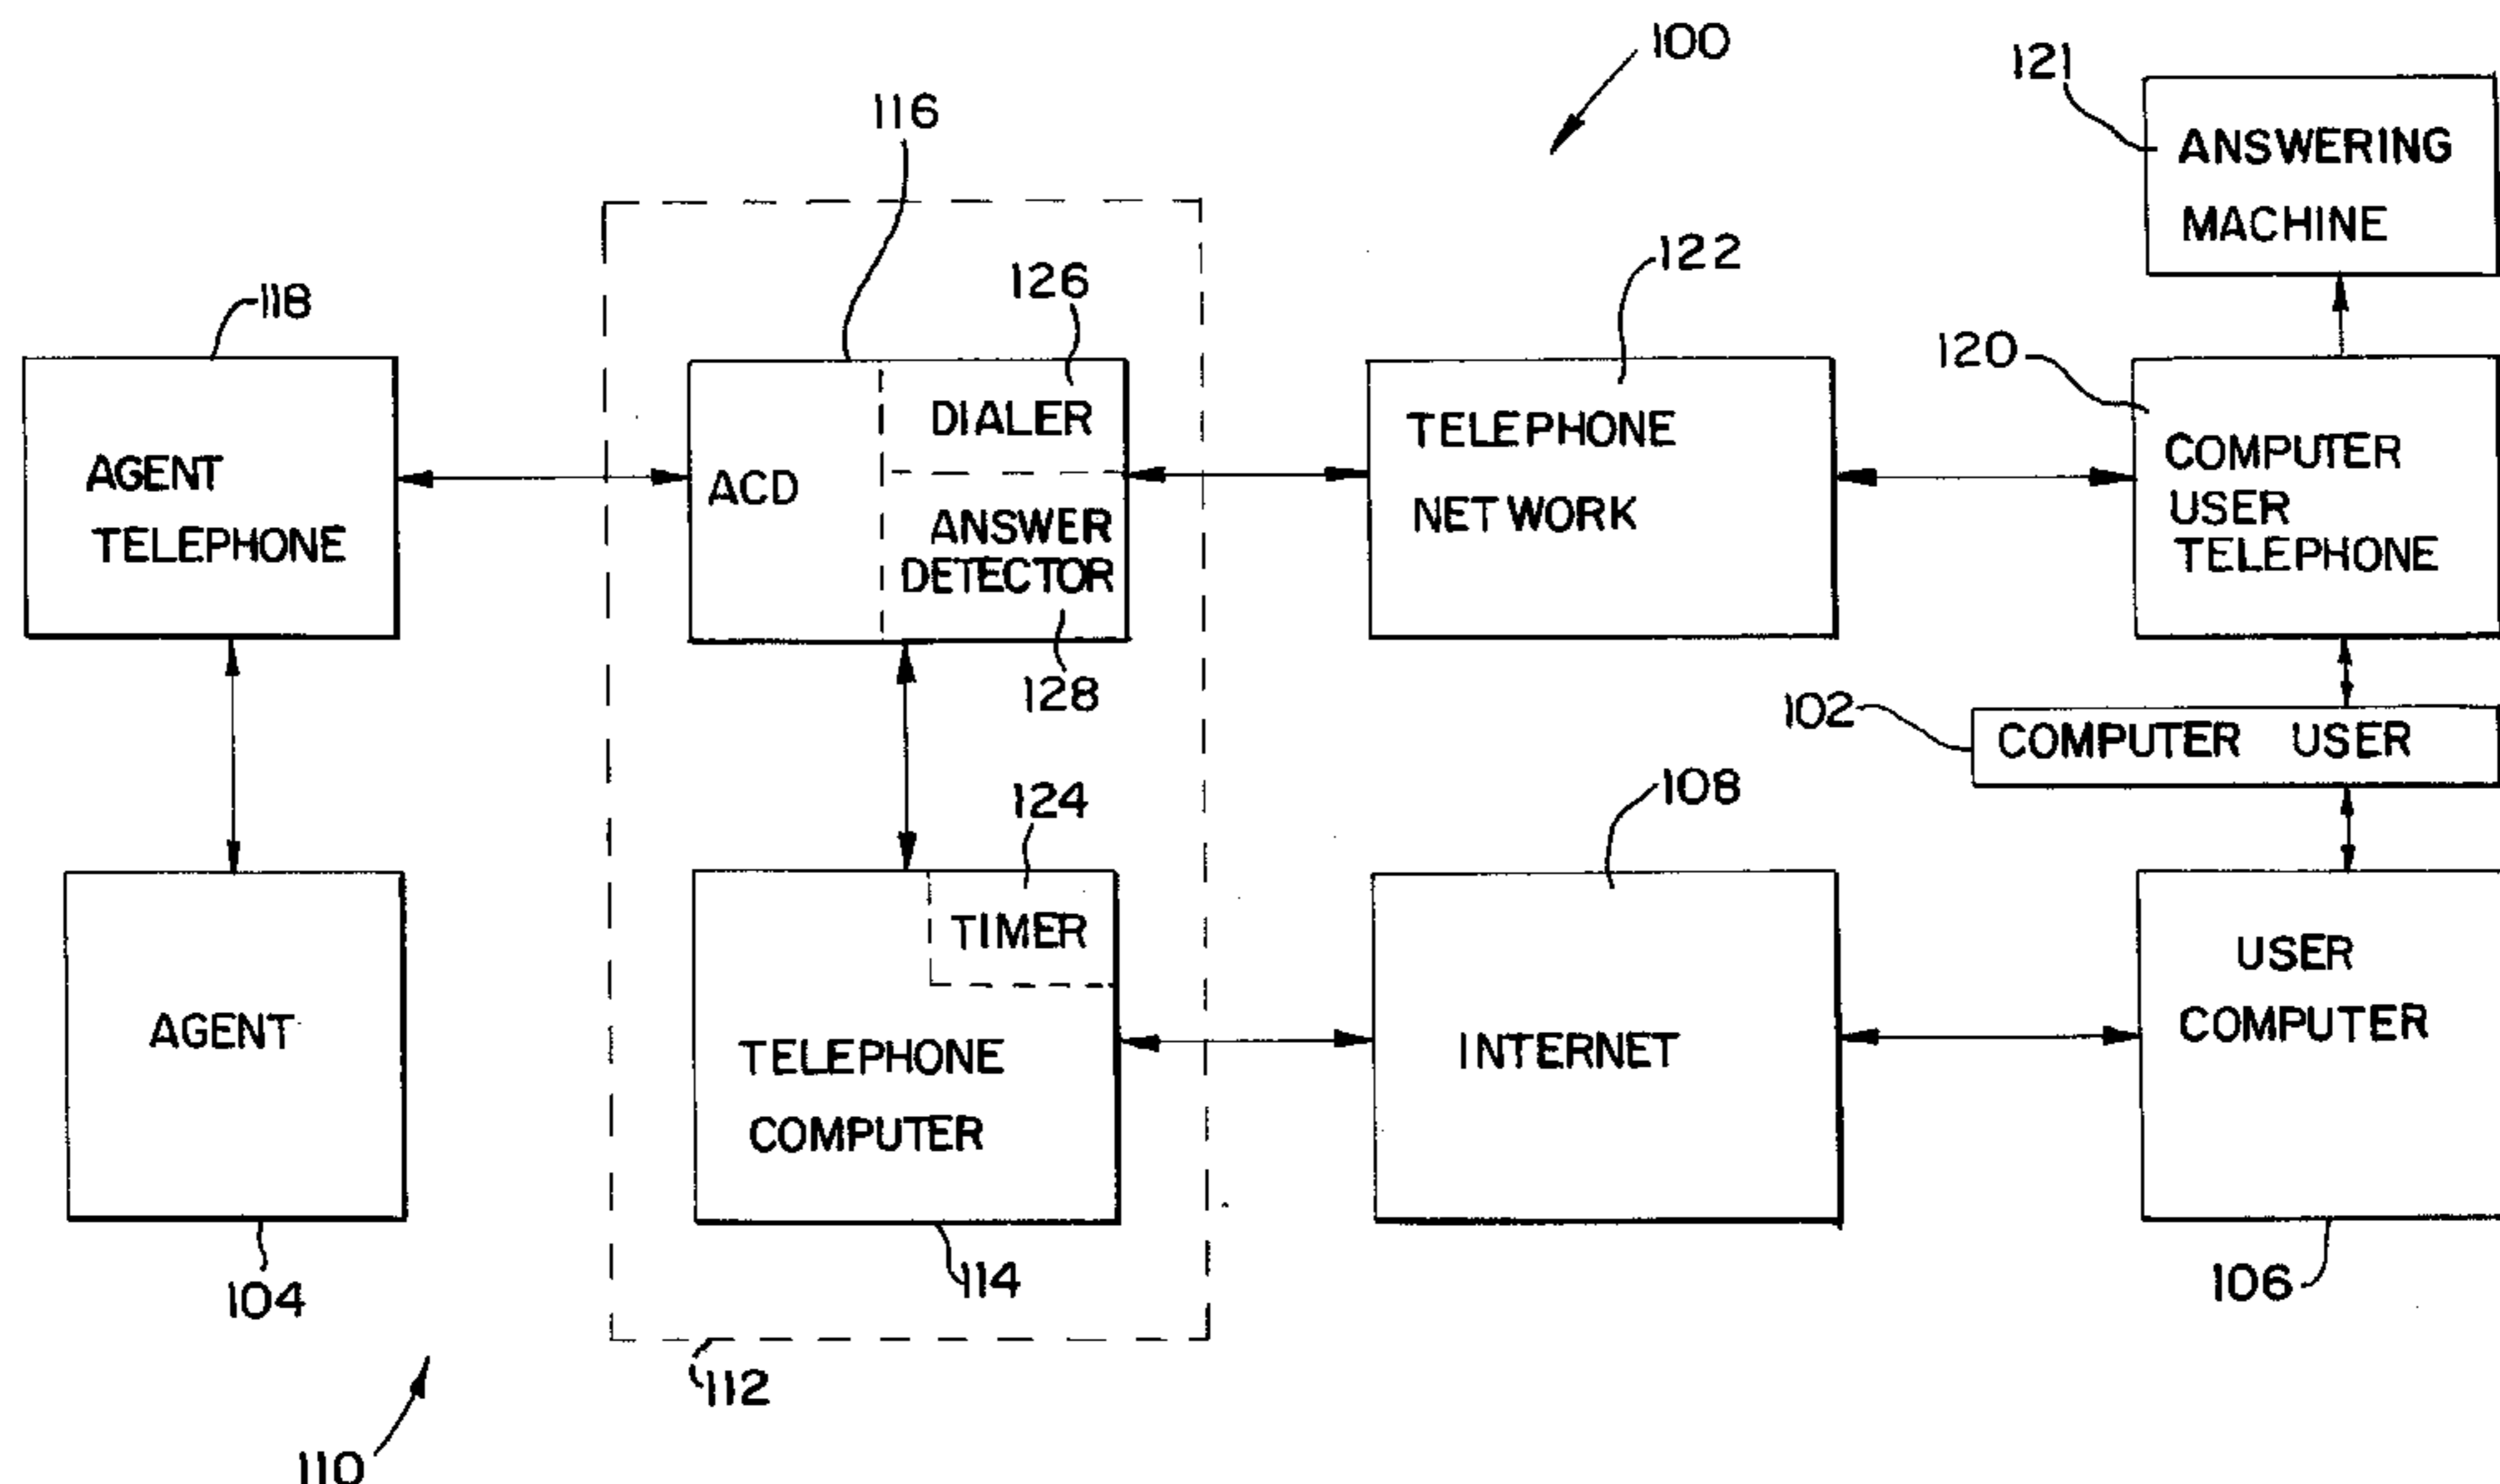 100
121
ANSWERING
MACHINE
116
122
126
118
120
DIALER
ACD
ANSWER
DETECTOR
128
AGENT
TELEPHONE
TELEPHONE
NETWORK
COMPUTER
USER
TELEPHONE
102
COMPUTER USER
124
108
TIMER
TELEPHONE
COMPUTER
114
AGENT
104
INTERNET
USER
COMPUTER
106
112
110